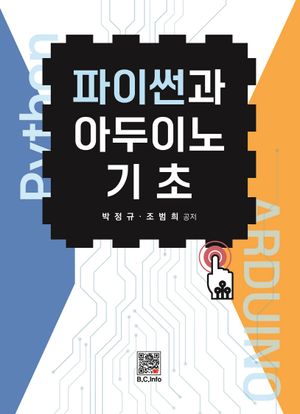 Python
파이썬과
아두이노
기초
박정규 · 조범희 공저
ARDUINO
B.C.info